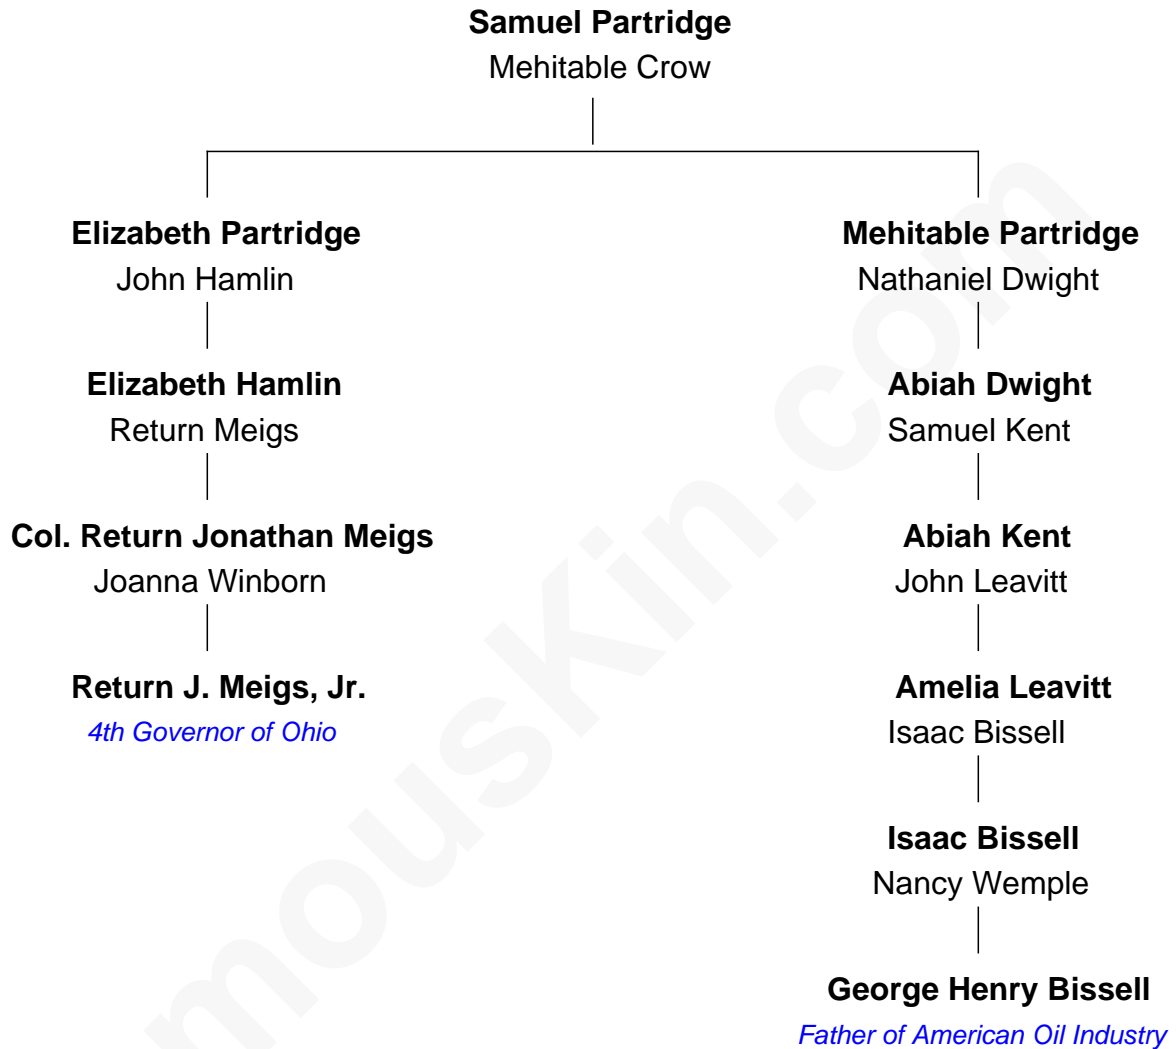 Samuel Partridge
Mehitable Crow
Elizabeth Partridge
John Hamlin
Mehitable Partridge
Nathaniel Dwight
Elizabeth Hamlin
Return Meigs
Abiah Dwight
Samuel Kent
Col. Return Jonathan Meigs
Joanna Winborn
Abiah Kent
John Leavitt
Return J. Meigs, Jr.
4th Governor of Ohio
Amelia Leavitt
Isaac Bissell
Isaac Bissell
Nancy Wemple
George Henry Bissell
Father of American Oil Industry
mouskin.com